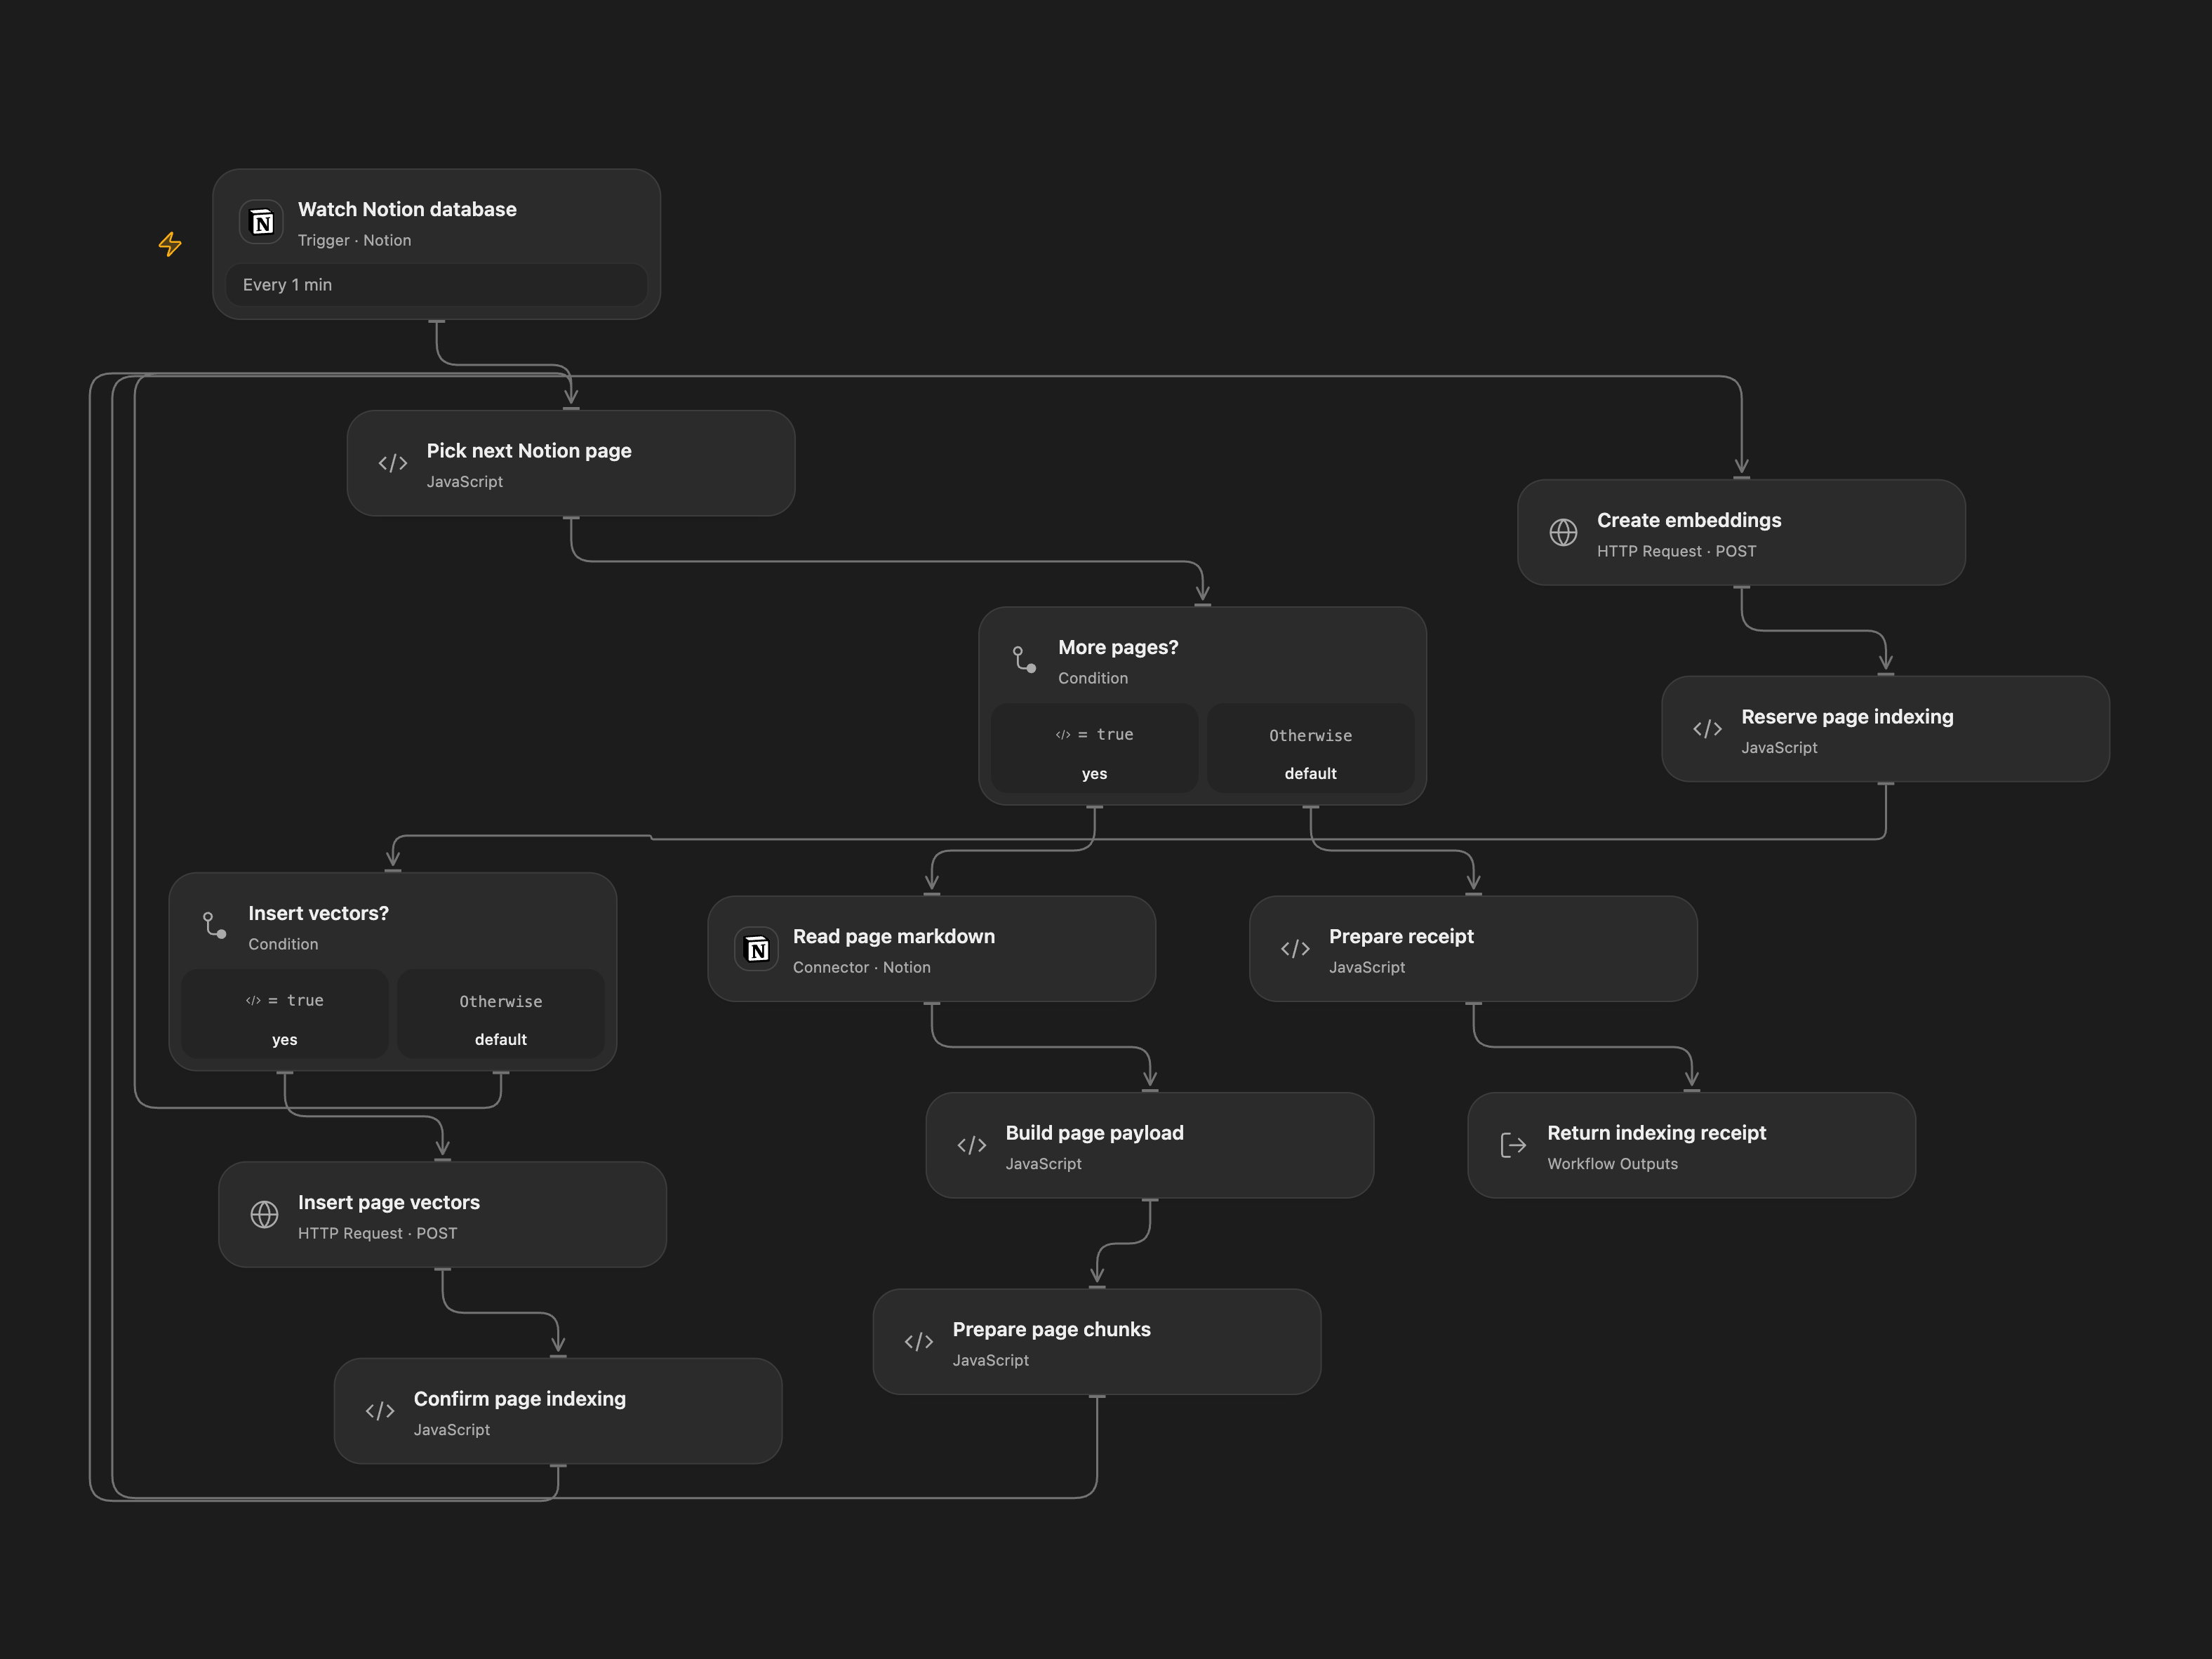 Watch Notion database
Trigger · Notion
Every 1 min
Pick next Notion page
JavaScript
Create embeddings
HTTP Request · POST
More pages?
Condition
</> = true
yes
Otherwise
default
Reserve page indexing
JavaScript
Insert vectors?
Condition
</> = true
yes
Otherwise
default
Read page markdown
Connector · Notion
Prepare receipt
JavaScript
Build page payload
JavaScript
Return indexing receipt
Workflow Outputs
Insert page vectors
HTTP Request · POST
Prepare page chunks
JavaScript
Confirm page indexing
JavaScript